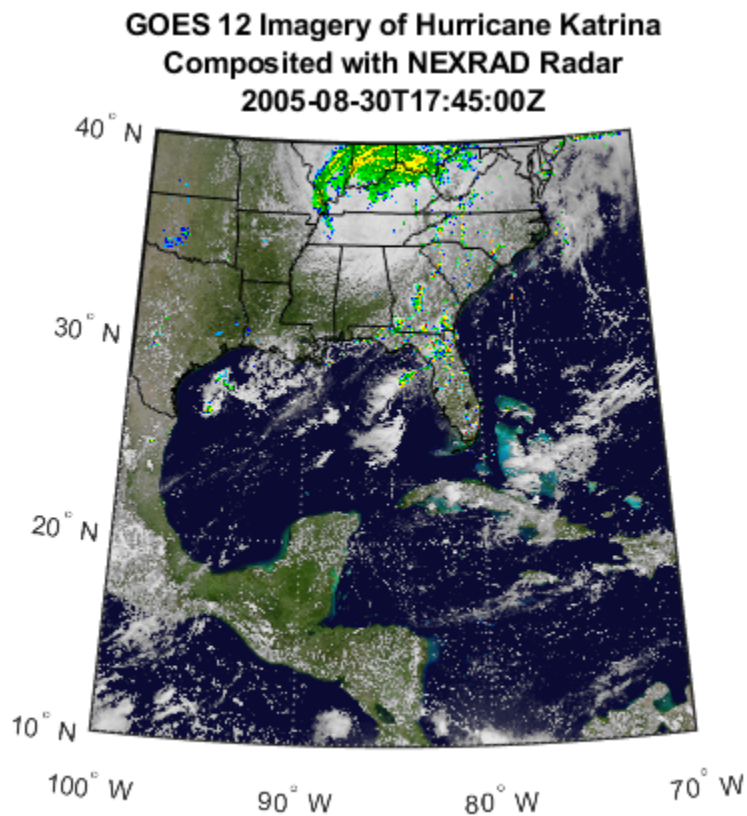 GOES 12 Imagery of Hurricane Katrina
Composited with NEXRAD Radar
2005-08-30T17:45:00Z
40° N
30° N
20° N
10° N
100° W
90° W
80° W
70° W